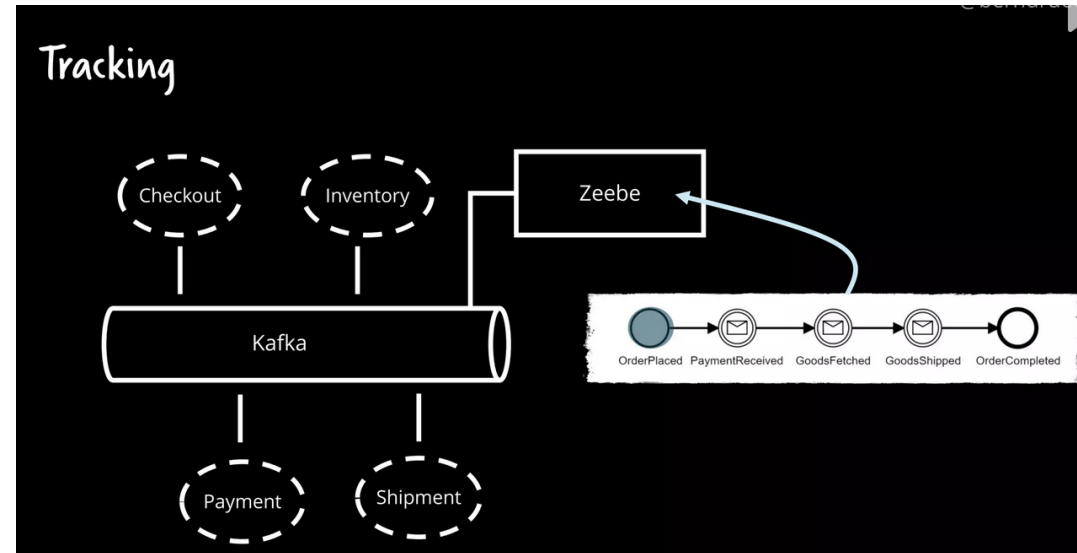 Tracking
Checkout
Inventory
Zeebe
Kafka
OrderPlaced PaymentReceived GoodsFetched GoodsShipped OrderCompleted
Payment
Shipment